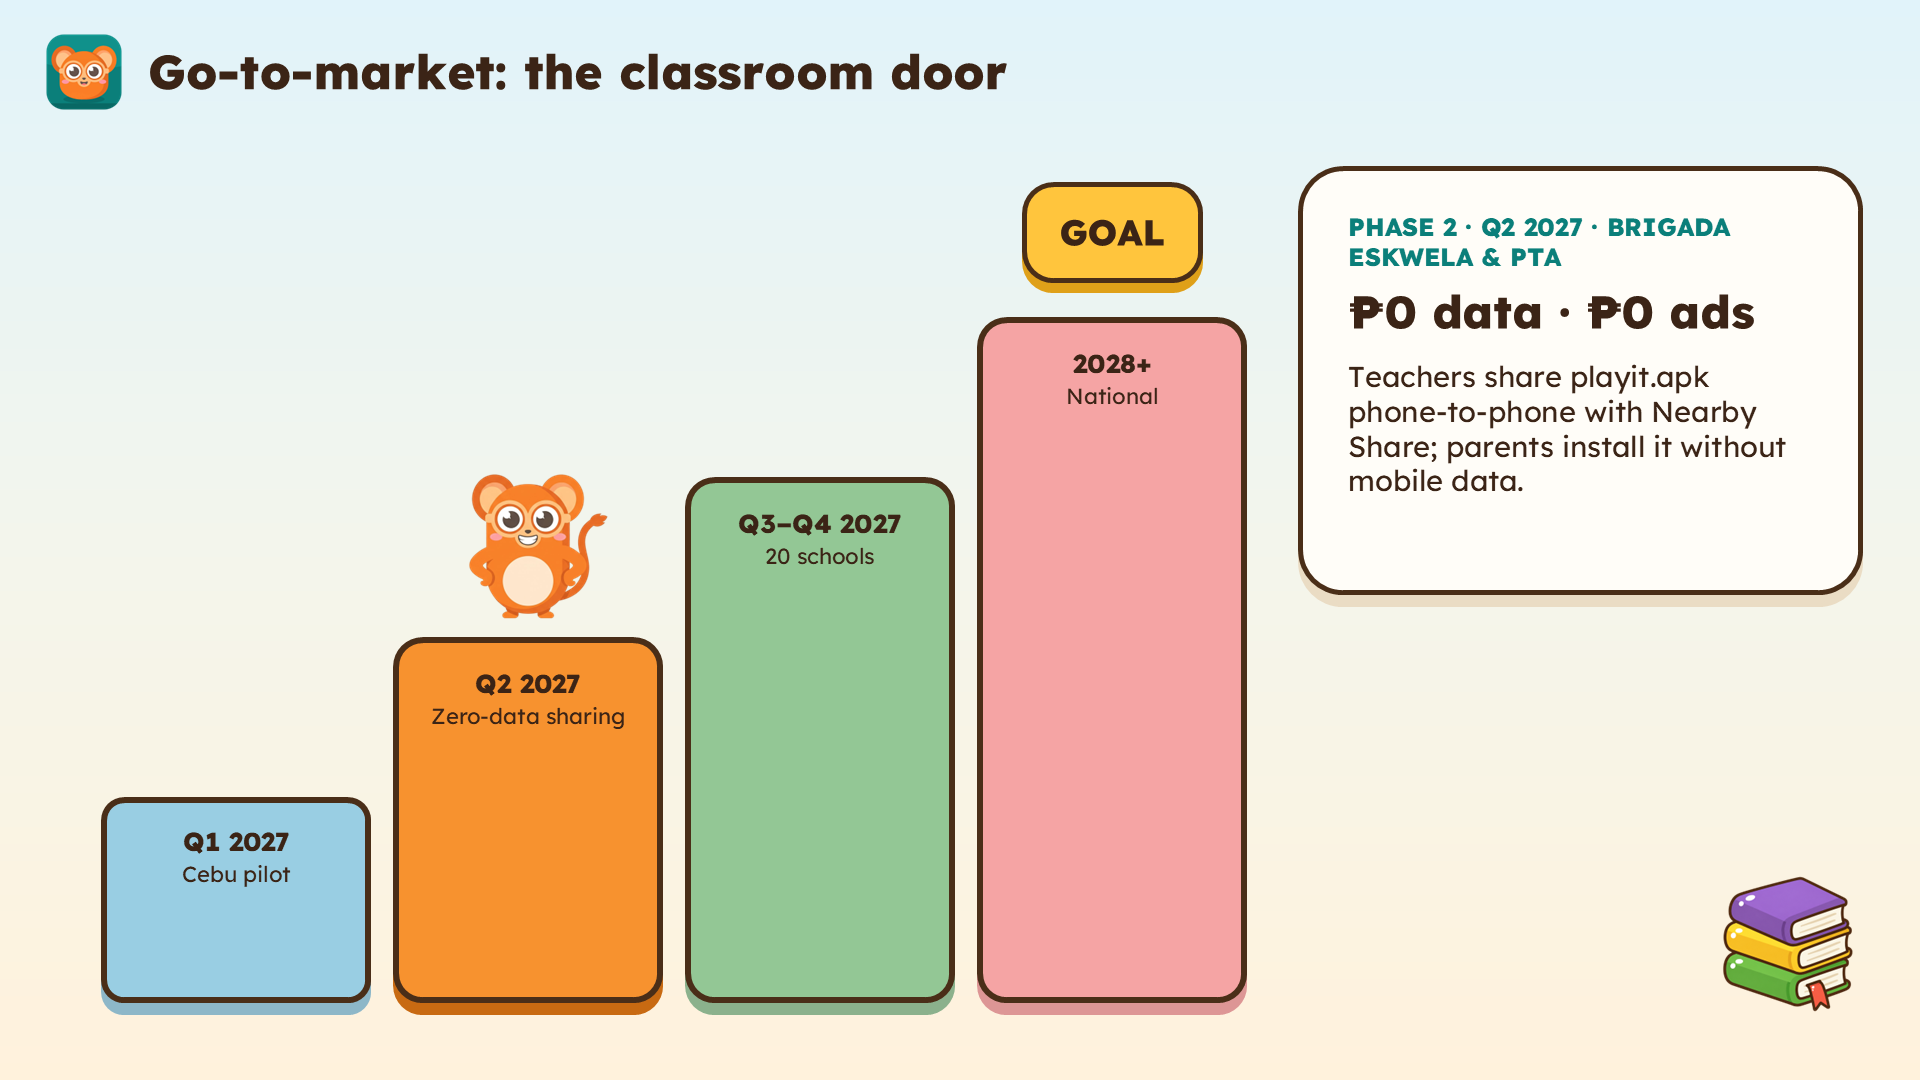 Go-to-market: the classroom door
GOAL
2028+
National
Q3–Q4 2027
20 schools
Q2 2027
Zero-data sharing
Q1 2027
Cebu pilot
PHASE 2 · Q2 2027 · BRIGADA
ESKWELA & PTA
₱0 data · ₱0 ads
Teachers share playit.apk
phone-to-phone with Nearby
Share; parents install it without
mobile data.